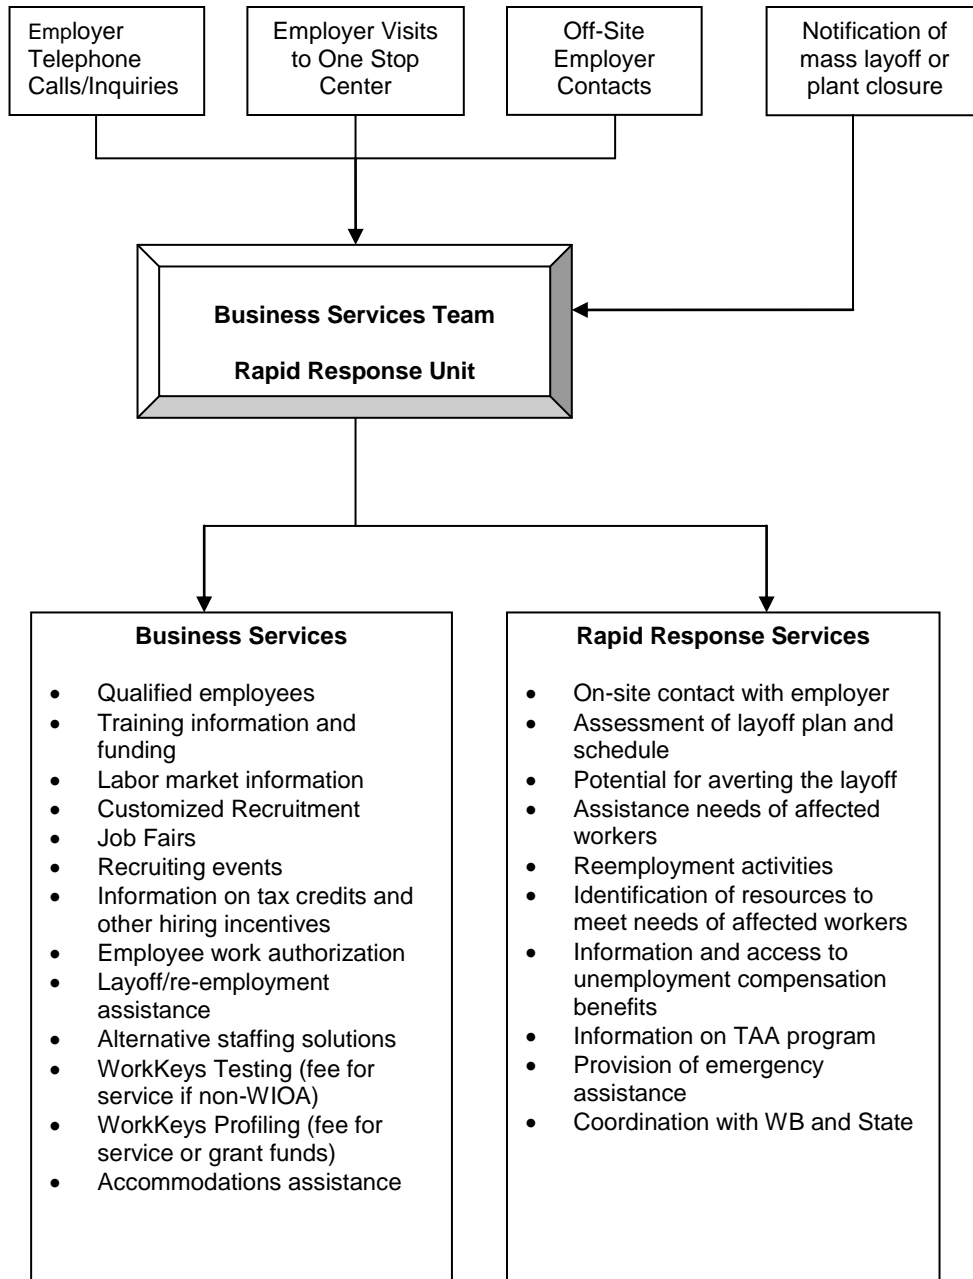 Employer
Telephone
Calls/Inquiries
Employer Visits
to One Stop
Center
Off-Site
Employer
Contacts
Notification of
mass layoff or
plant closure
Business Services Team
Rapid Response Unit
Business Services
• Qualified employees
• Training information and
funding
• Labor market information
• Customized Recruitment
• Job Fairs
• Recruiting events
• Information on tax credits and
other hiring incentives
• Employee work authorization
• Layoff/re-employment
assistance
• Alternative staffing solutions
• WorkKeys Testing (fee for
service if non-WIOA)
• WorkKeys Profiling (fee for
service or grant funds)
• Accommodations assistance
Rapid Response Services
• On-site contact with employer
• Assessment of layoff plan and
schedule
• Potential for averting the layoff
• Assistance needs of affected
workers
• Reemployment activities
• Identification of resources to
meet needs of affected workers
• Information and access to
unemployment compensation
benefits
• Information on TAA program
• Provision of emergency
assistance
• Coordination with WB and State